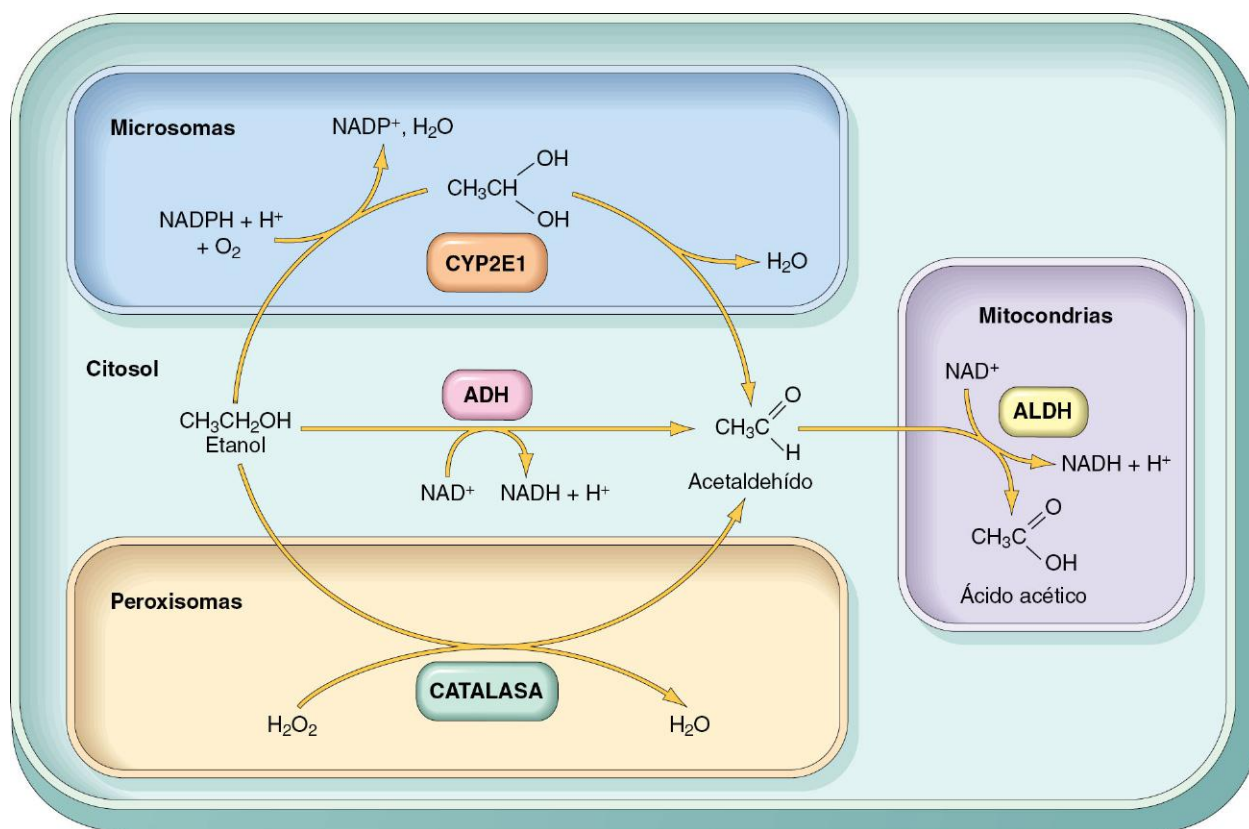 Microsomas
NADP⁺, H₂O
OH
CH₃CH
OH
NADPH + H⁺
+ O₂
CYP2E1
H₂O
Mitocondrias
NAD⁺
ALDH
NADH + H⁺
O
CH₃C
OH
Ácido acético
Citosol
ADH
CH₃CH₂OH
Etanol
NAD⁺
NADH + H⁺
O
CH₃C
H
Acetaldehído
Peroxisomas
CATALASA
H₂O₂
H₂O